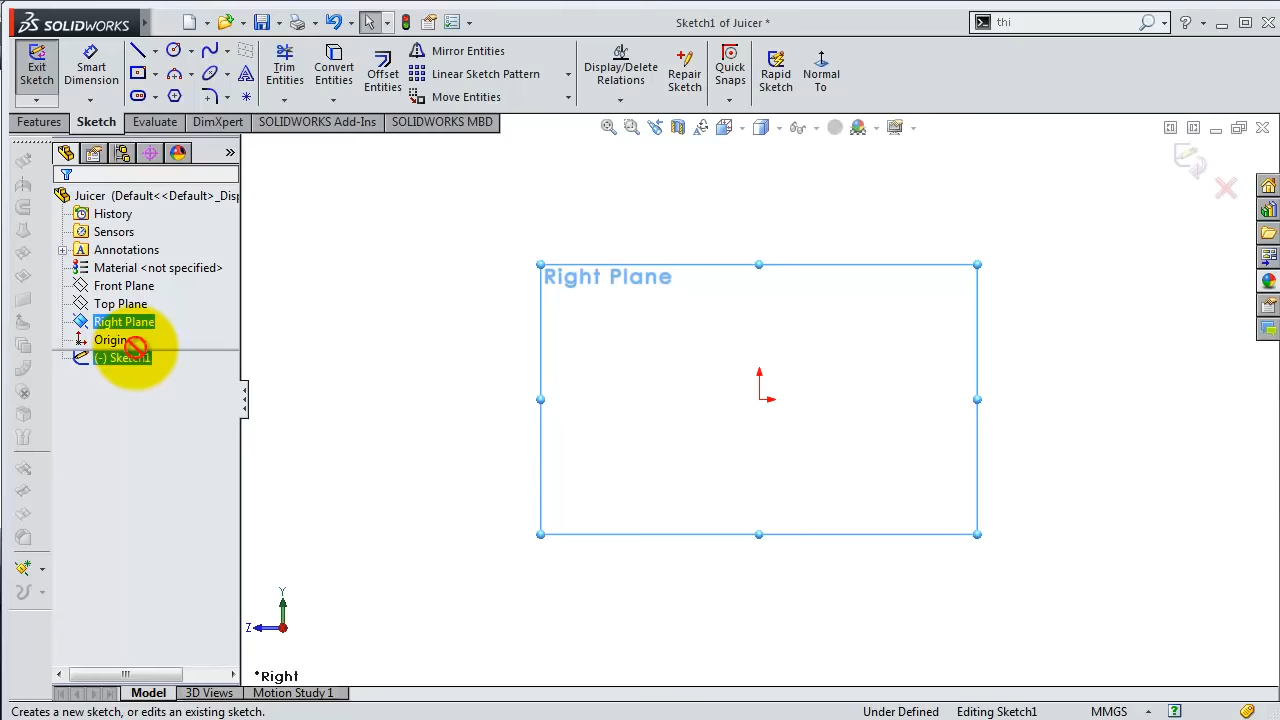 SOLIDWORKS
Sketch1 of Juicer *
thi
Exit Sketch
Smart Dimension
Trim Entities
Convert Entities
Offset Entities
Mirror Entities
Linear Sketch Pattern
Move Entities
Display/Delete Relations
Repair Sketch
Quick Snaps
Rapid Sketch
Normal To
Features
Sketch
Evaluate
DimXpert
SOLIDWORKS Add-Ins
SOLIDWORKS MBD
Juicer (Default<<Default>_Disp
History
Sensors
Annotations
Material <not specified>
Front Plane
Top Plane
Right Plane
Origin
(-) Sketch1
Right Plane
Y
Z
*Right
Model
3D Views
Motion Study 1
Creates a new sketch, or edits an existing sketch.
Under Defined
Editing Sketch1
MMGS